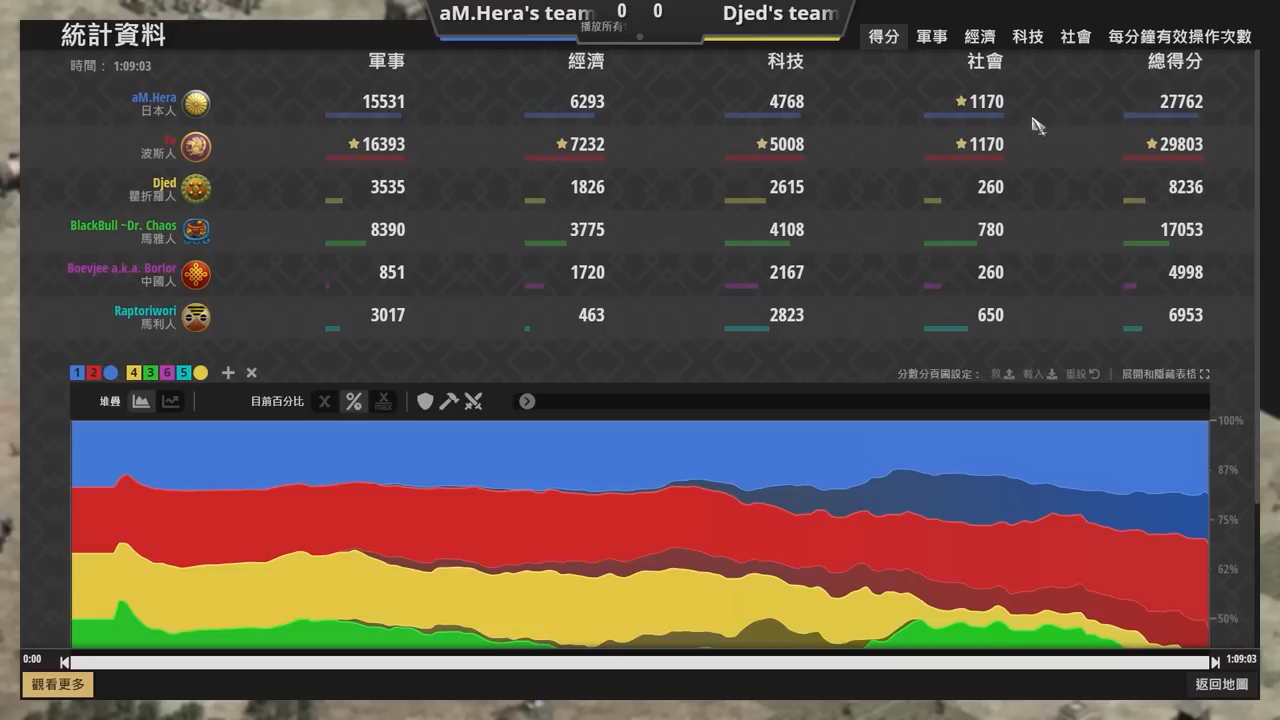 aM.Hera's team 0 0 Djed's team
播放所有
統計資料
得分 軍事 經濟 科技 社會 每分鐘有效操作次數
時間： 1:09:03
軍事 經濟 科技 社會 總得分
aM.Hera
日本人
15531 6293 4768 1170 27762
波斯人
16393 7232 5008 1170 29803
Djed
瞿折羅人
3535 1826 2615 260 8236
BlackBull ~Dr. Chaos
馬雅人
8390 3775 4108 780 17053
Boevjee a.k.a. Borlor
中國人
851 1720 2167 260 4998
Raptoriwori
馬利人
3017 463 2823 650 6953
1 2 4 3 6 5
分數分頁圖設定： 載入 重設 展開和隱藏表格
堆疊 目前百分比 X % X max
100%
87%
75%
62%
50%
0:00 1:09:03
觀看更多 返回地圖